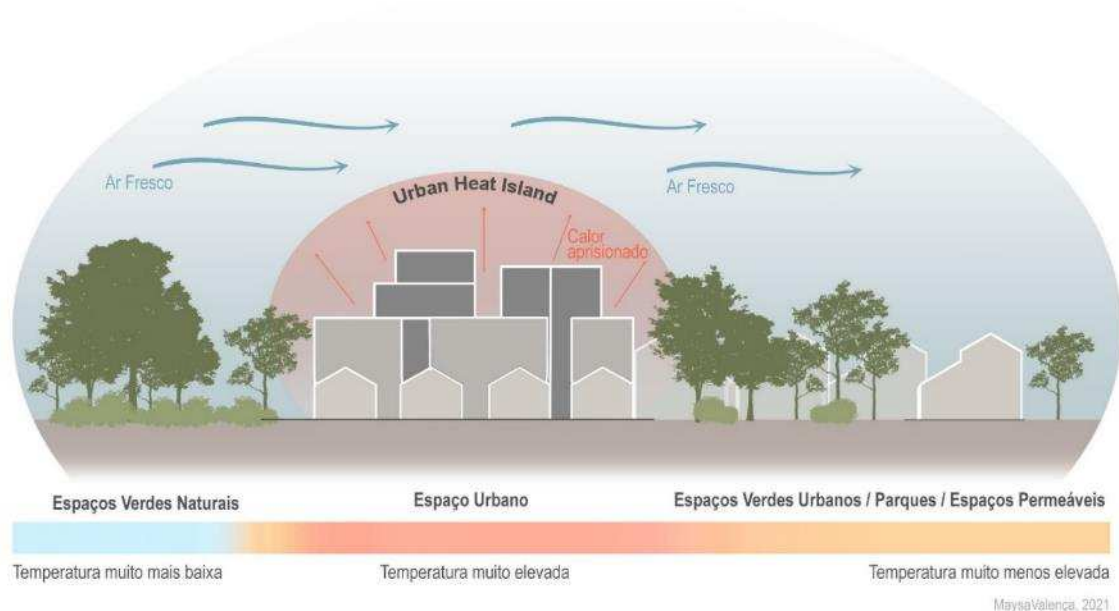 Ar Fresco
Urban Heat Island
Ar Fresco
Calor
aprisionado
Espaços Verdes Naturais
Espaço Urbano
Espaços Verdes Urbanos / Parques / Espaços Permeáveis
Temperatura muito mais baixa
Temperatura muito elevada
Temperatura muito menos elevada
MaysaValença, 2021